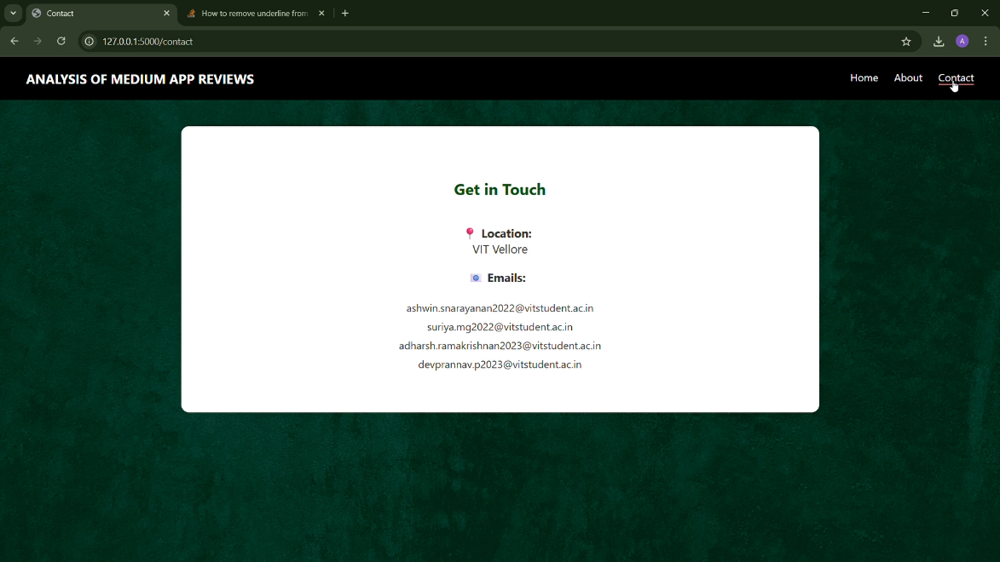 Contact
How to remove underline from
127.0.0.1:5000/contact
A
ANALYSIS OF MEDIUM APP REVIEWS
Home About Contact
Get in Touch
📍 Location:
VIT Vellore
📧 Emails:
ashwin.snarayanan2022@vitstudent.ac.in
suriya.mg2022@vitstudent.ac.in
adharsh.ramakrishnan2023@vitstudent.ac.in
devprannav.p2023@vitstudent.ac.in